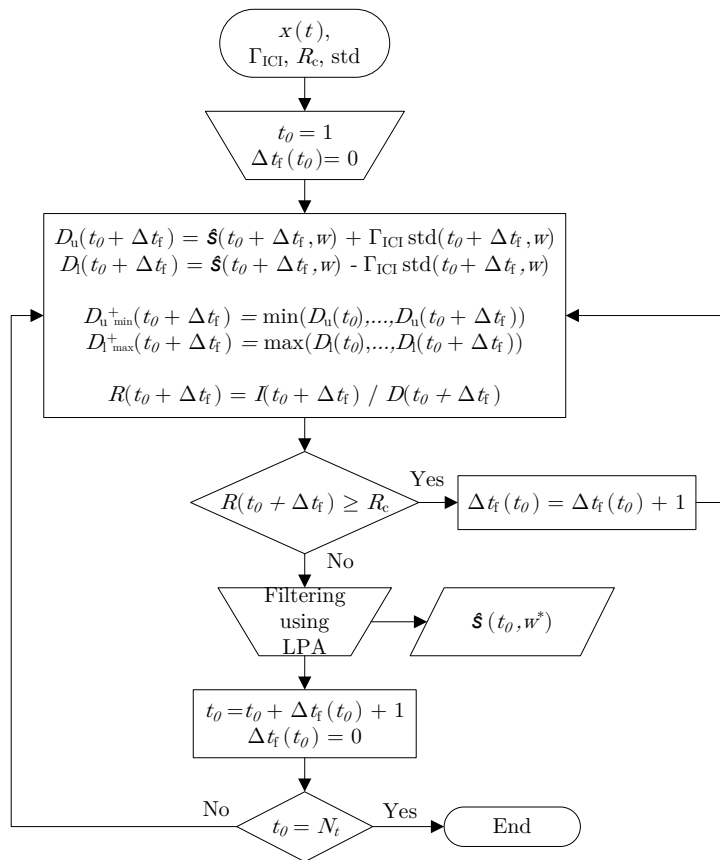 x(t),
Γ_ICI, R_c, std
t_0 = 1
Δt_f(t_0) = 0
D_u(t_0 + Δt_f) = ŝ(t_0 + Δt_f, w) + Γ_ICI std(t_0 + Δt_f, w)
D_l(t_0 + Δt_f) = ŝ(t_0 + Δt_f, w) - Γ_ICI std(t_0 + Δt_f, w)
D_u^+_min(t_0 + Δt_f) = min(D_u(t_0),...,D_u(t_0 + Δt_f))
D_l^+_max(t_0 + Δt_f) = max(D_l(t_0),...,D_l(t_0 + Δt_f))
R(t_0 + Δt_f) = I(t_0 + Δt_f) / D(t_0 + Δt_f)
R(t_0 + Δt_f) ≥ R_c
Yes
Δt_f(t_0) = Δt_f(t_0) + 1
No
Filtering
using
LPA
ŝ(t_0, w^*)
t_0 = t_0 + Δt_f(t_0) + 1
Δt_f(t_0) = 0
No
t_0 = N_t
Yes
End